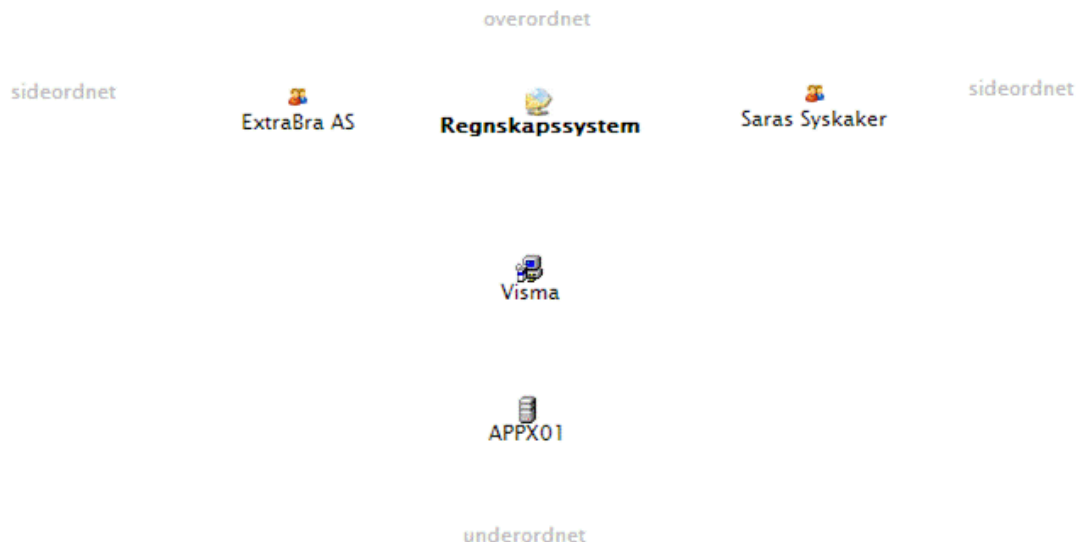 overordnet
sideordnet
ExtraBra AS
Regnskapssystem
Saras Syskaker
sideordnet
Visma
APPX01
underordnet